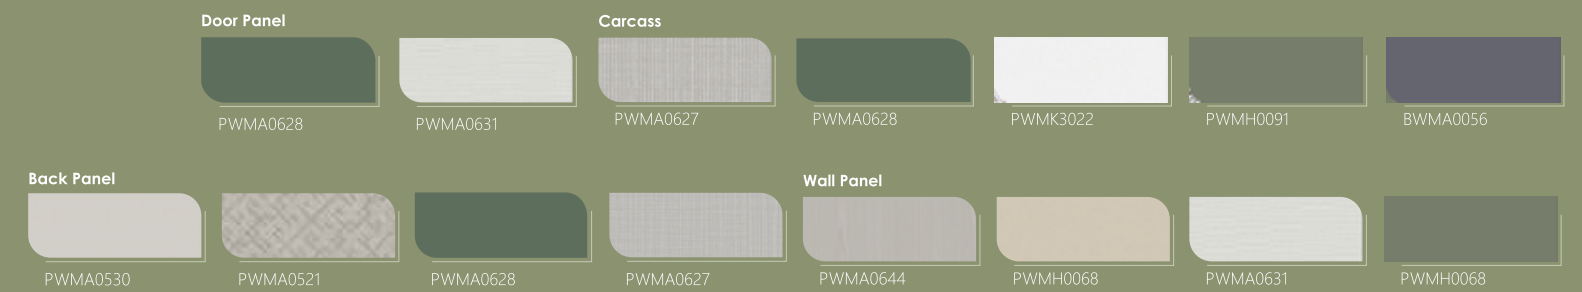 Door Panel
Carcass
PWMA0628
PWMA0631
PWMA0627
PWMA0628
PWMK3022
PWMH0091
BWMA0056
Back Panel
Wall Panel
PWMA0530
PWMA0521
PWMA0628
PWMA0627
PWMA0644
PWMH0068
PWMA0631
PWMH0068